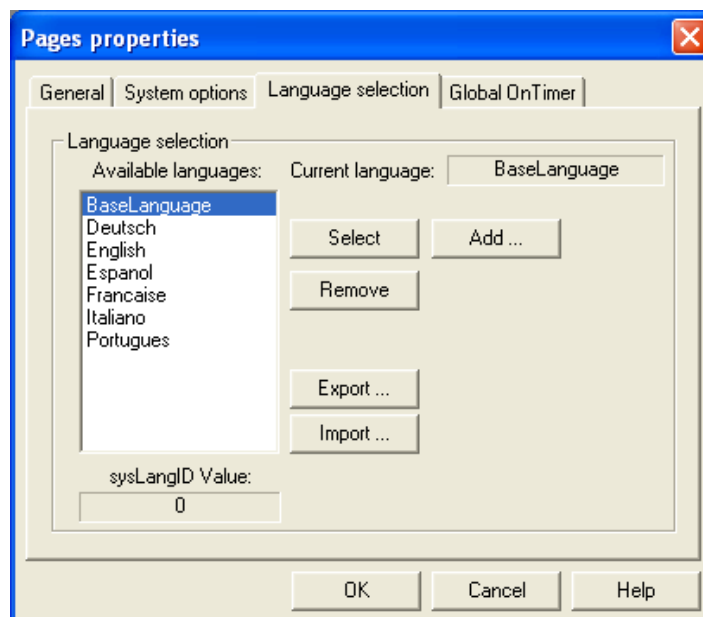 Pages properties
General
System options
Language selection
Global OnTimer
Language selection
Available languages:
Current language:
BaseLanguage
BaseLanguage
Deutsch
English
Espanol
Francaise
Italiano
Portugues
Select
Add ...
Remove
Export ...
Import ...
sysLangID Value:
0
OK
Cancel
Help